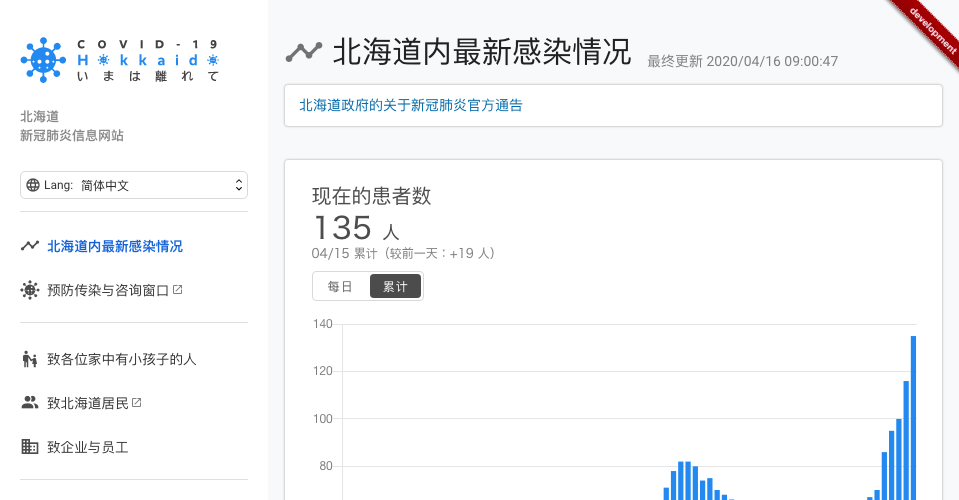 COVID-19
Hokkaido
いまは離れて
北海道
新冠肺炎信息网站
Lang: 简体中文
北海道内最新感染情况
预防传染与咨询窗口
致各位家中有小孩子的人
致北海道居民
致企业与员工
北海道内最新感染情况 最终更新 2020/04/16 09:00:47
development
北海道政府的关于新冠肺炎官方通告
现在的患者数
135 人
04/15 累计（较前一天：+19 人）
每日 累计
140
120
100
80